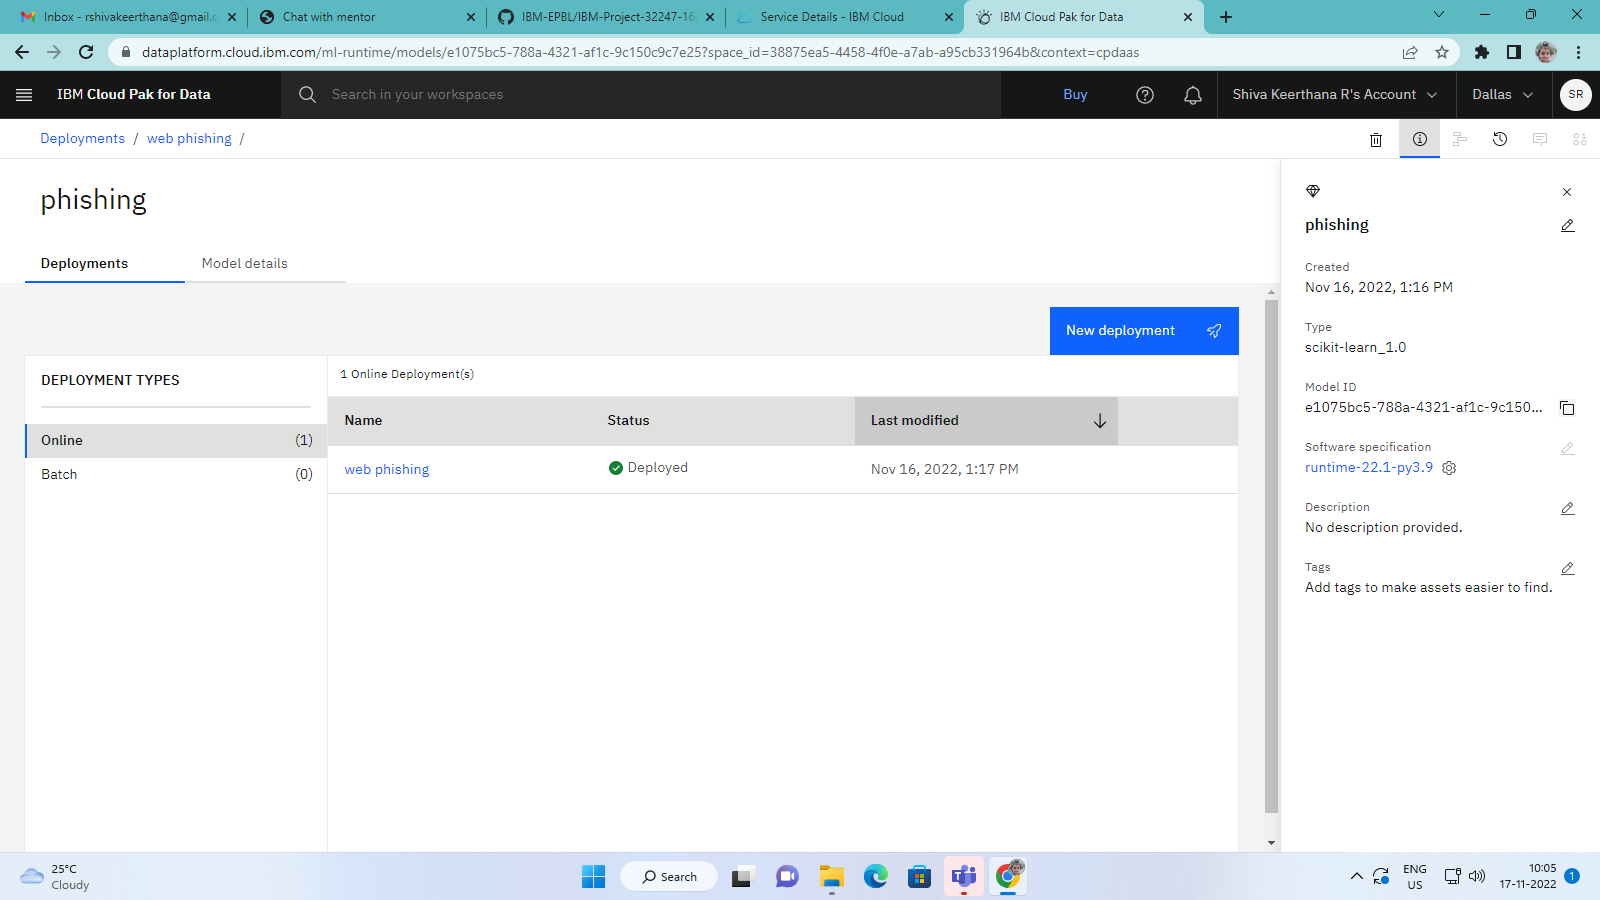 Inbox - rshivakeerthana@gmail.c
Chat with mentor
IBM-EPBL/IBM-Project-32247-16
Service Details - IBM Cloud
IBM Cloud Pak for Data
dataplatform.cloud.ibm.com/ml-runtime/models/e1075bc5-788a-4321-af1c-9c150c9c7e25?space_id=38875ea5-4458-4f0e-a7ab-a95cb331964b&context=cpdaas
IBM Cloud Pak for Data
Search in your workspaces
Buy
Shiva Keerthana R's Account
Dallas
SR
Deployments / web phishing /
phishing
Deployments
Model details
New deployment
DEPLOYMENT TYPES
Online (1)
Batch (0)
1 Online Deployment(s)
Name Status Last modified
web phishing Deployed Nov 16, 2022, 1:17 PM
phishing
Created
Nov 16, 2022, 1:16 PM
Type
scikit-learn_1.0
Model ID
e1075bc5-788a-4321-af1c-9c150...
Software specification
runtime-22.1-py3.9
Description
No description provided.
Tags
Add tags to make assets easier to find.
25°C
Cloudy
Search
ENG
US
10:05
17-11-2022
1